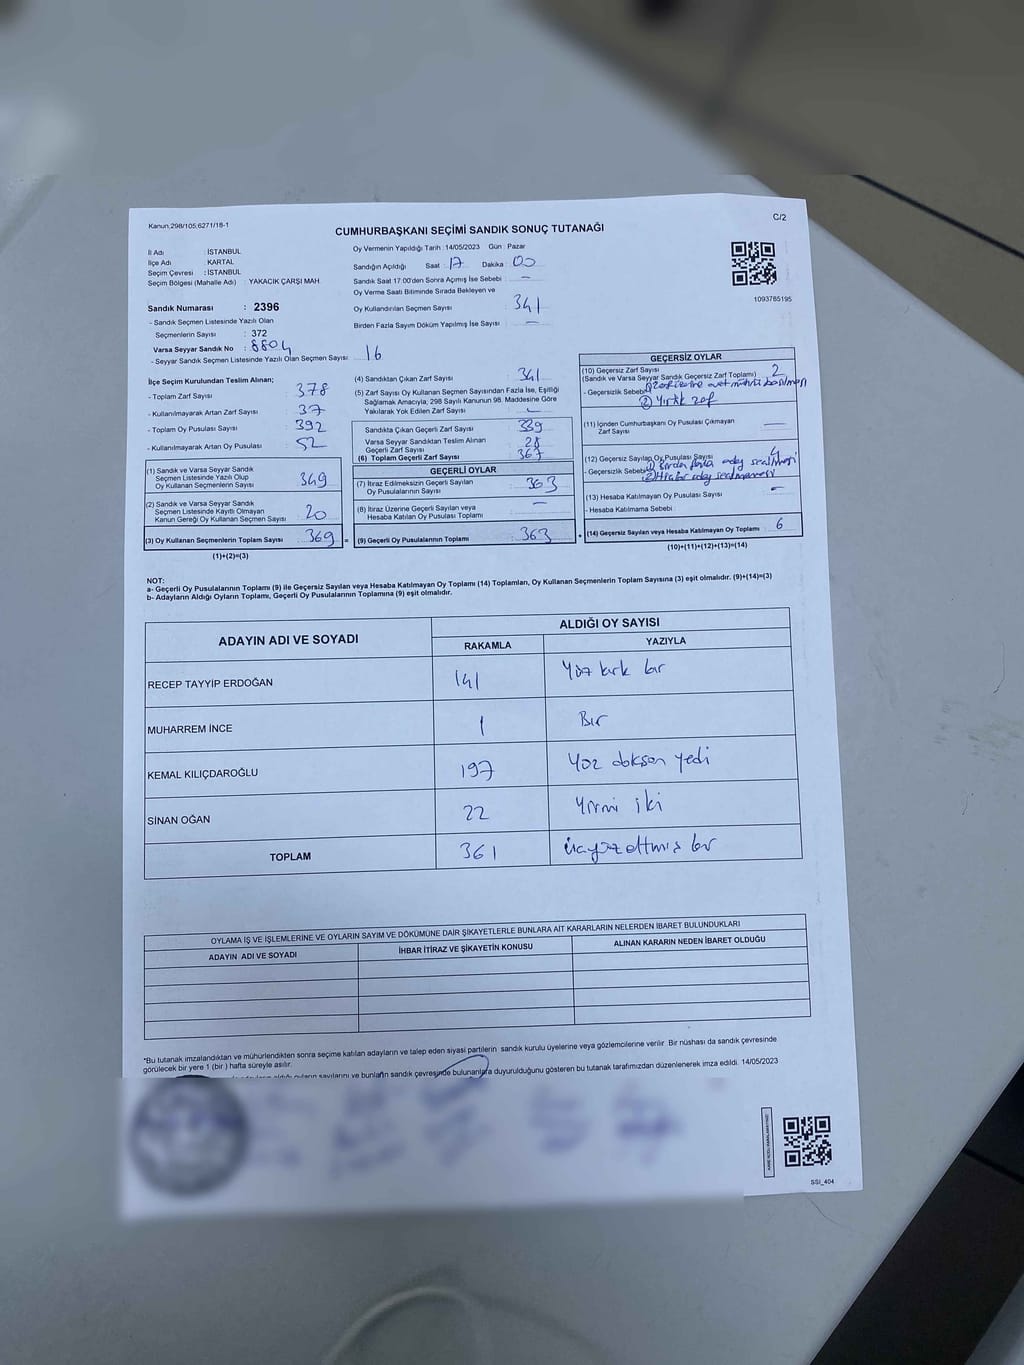 Kanun:298/105;6271/18-1
C/2
CUMHURBAŞKANI SEÇİMİ SANDIK SONUÇ TUTANAĞI
İl Adı : İSTANBUL
İlçe Adı : KARTAL
Seçim Çevresi : İSTANBUL
Seçim Bölgesi (Mahalle Adı) : YAKACIK ÇARŞI MAH.
Sandık Numarası : 2396
- Sandık Seçmen Listesinde Yazılı Olan
Seçmenlerin Sayısı : 372
Varsa Seyyar Sandık No : 8804
- Seyyar Sandık Seçmen Listesinde Yazılı Olan Seçmen Sayısı: 16
Oy Vermenin Yapıldığı Tarih :14/05/2023 Gün : Pazar
Sandığın Açıldığı Saat : 17 Dakika : 00
Sandık Saat 17:00'den Sonra Açımış İse Sebebi : -
Oy Verme Saati Bitiminde Sırada Bekleyen ve
Oy Kullandırılan Seçmen Sayısı : 341
Birden Fazla Sayım Döküm Yapılmış İse Sayısı : -
1093785195
İlçe Seçim Kurulundan Teslim Alınan;
- Toplam Zarf Sayısı : 378
- Kullanılmayarak Artan Zarf Sayısı : 37
- Toplam Oy Pusulası Sayısı : 392
- Kullanılmayarak Artan Oy Pusulası : 52
(1) Sandık ve Varsa Seyyar Sandık
Seçmen Listesinde Yazılı Olup
Oy Kullanan Seçmenlerin Sayısı : 349
(2) Sandık ve Varsa Seyyar Sandık
Seçmen Listesinde Kayıtlı Olmayan
Kanun Gereği Oy Kullanan Seçmen Sayısı : 20
(3) Oy Kullanan Seçmenlerin Toplam Sayısı : 369 =
(1)+(2)=(3)
(4) Sandıktan Çıkan Zarf Sayısı : 341
(5) Zarf Sayısı Oy Kullanan Seçmen Sayısından Fazla İse, Eşitliği
Sağlamak Amacıyla, 298 Sayılı Kanunun 98. Maddesine Göre
Yakılarak Yok Edilen Zarf Sayısı : -
Sandıkta Çıkan Geçerli Zarf Sayısı : 339
Varsa Seyyar Sandıktan Teslim Alınan
Geçerli Zarf Sayısı : 28
(6) Toplam Geçerli Zarf Sayısı : 367
GEÇERLİ OYLAR
(7) İtiraz Edilmeksizin Geçerli Sayılan
Oy Pusulalarının Sayısı : 363
(8) İtiraz Üzerine Geçerli Sayılan veya
Hesaba Katılan Oy Pusulası Toplamı : -
(9) Geçerli Oy Pusulalarının Toplamı : 363 +
GEÇERSİZ OYLAR
(10) Geçersiz Zarf Sayısı : 2
(Sandık ve Varsa Seyyar Sandık Geçersiz Zarf Toplamı)
- Geçersizlik Sebebi: ① Zarf üzerine evet mührü basılması
② Yırtık zarf
(11) İçinden Cumhurbaşkanı Oy Pusulası Çıkmayan
Zarf Sayısı : -
(12) Geçersiz Sayılan Oy Pusulası Sayısı : 4
- Geçersizlik Sebebi: ① Birden fazla aday seçilmesi
② Hiçbir aday seçilmemesi
(13) Hesaba Katılmayan Oy Pusulası Sayısı : -
- Hesaba Katılmama Sebebi :
(14) Geçersiz Sayılan veya Hesaba Katılmayan Oy Toplamı : 6
(10)+(11)+(12)+(13)=(14)
NOT:
a- Geçerli Oy Pusulalarının Toplamı (9) ile Geçersiz Sayılan veya Hesaba Katılmayan Oy Toplamı (14) Toplamları, Oy Kullanan Seçmenlerin Toplam Sayısına (3) eşit olmalıdır. (9)+(14)=(3)
b- Adayların Aldığı Oyların Toplamı, Geçerli Oy Pusulalarının Toplamına (9) eşit olmalıdır.
ADAYIN ADI VE SOYADI ALDIĞI OY SAYISI
RAKAMLA YAZIYLA
RECEP TAYYİP ERDOĞAN 141 Yüz kırk bir
MUHARREM İNCE 1 Bir
KEMAL KILIÇDAROĞLU 197 Yüz doksan yedi
SİNAN OĞAN 22 Yirmi iki
TOPLAM 361 Üçyüz altmış bir
OYLAMA İŞ VE İŞLEMLERİNE VE OYLARIN SAYIM VE DÖKÜMÜNE DAİR ŞİKAYETLERLE BUNLARA AİT KARARLARIN NELERDEN İBARET BULUNDUKLARI
ADAYIN ADI VE SOYADI İHBAR İTİRAZ VE ŞİKAYETİN KONUSU ALINAN KARARIN NEDEN İBARET OLDUĞU
*Bu tutanak imzalandıktan ve mühürlendikten sonra seçime katılan adayların ve talep eden siyasi partilerin sandık kurulu üyelerine veya gözlemcilerine verilir. Bir nüshası da sandık çevresinde
görülecek bir yere 1 (bir) hafta süreyle asılır.
aldığı oyların sayılarını ve bunların sandık çevresinde bulunanlara duyurulduğunu gösteren bu tutanak tarafımızdan düzenlenerek imza edildi. 14/05/2023
SSI_404